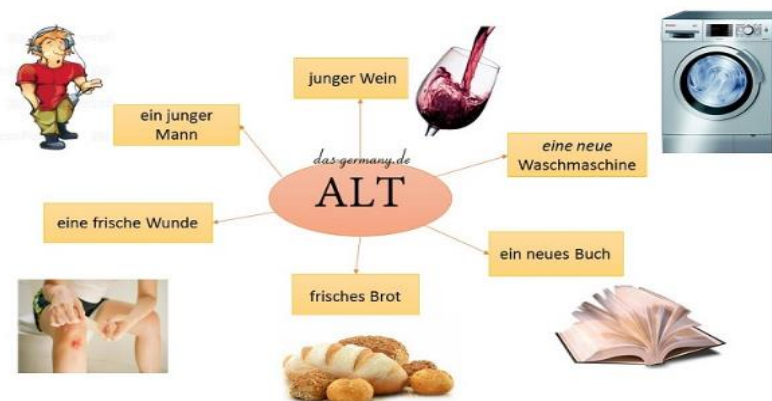 junger Wein
ein junger
Mann
das-germany.de
ALT
eine neue
Waschmaschine
eine frische Wunde
ein neues Buch
frisches Brot